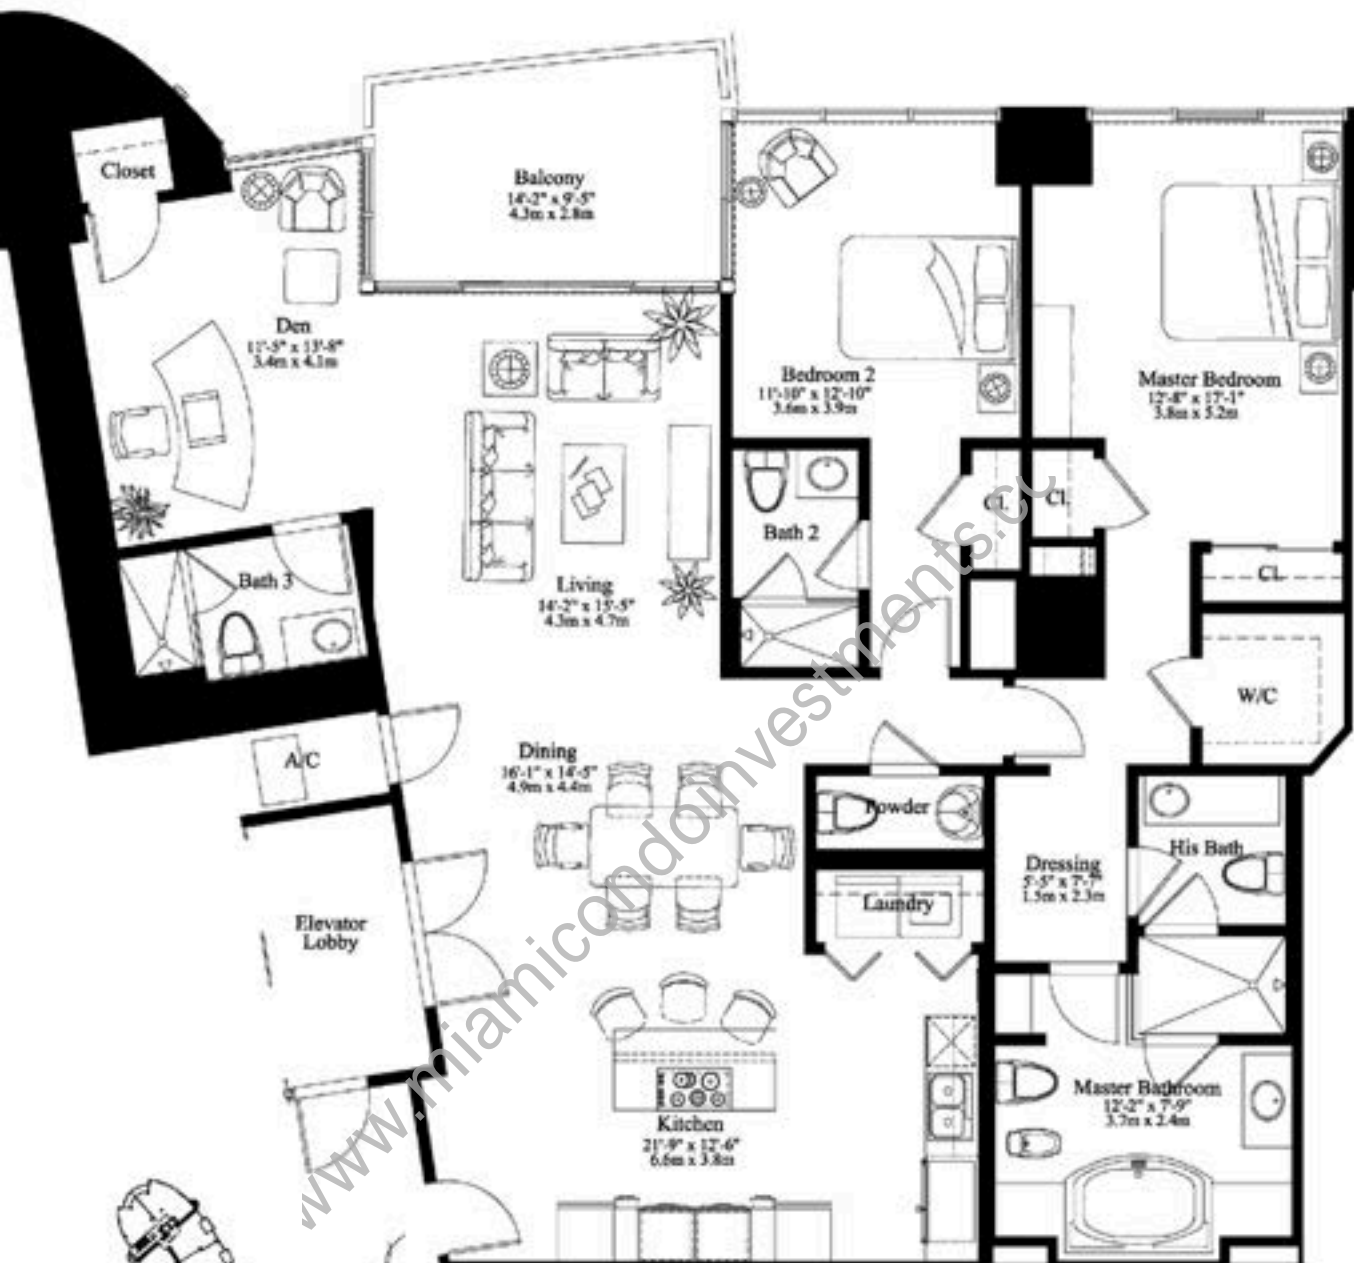 Closet
Balcony
14'-2" x 9'-5"
4.3m x 2.8m
Den
11'-5" x 13'-8"
3.4m x 4.1m
Bedroom 2
11'-10" x 12'-10"
3.6m x 3.9m
Master Bedroom
12'-8" x 17'-1"
3.8m x 5.2m
Cl.
Cl.
Bath 2
Bath 3
Living
14'-2" x 15'-5"
4.3m x 4.7m
CL
W/C
A/C
Dining
16'-1" x 14'-5"
4.9m x 4.4m
Powder
His Bath
Dressing
5'-5" x 7'-7"
1.5m x 2.3m
Laundry
Elevator
Lobby
Master Bathroom
12'-2" x 7'-9"
3.7m x 2.4m
Kitchen
21'-9" x 12'-6"
6.6m x 3.8m
www.miamicondoinvestments.cc